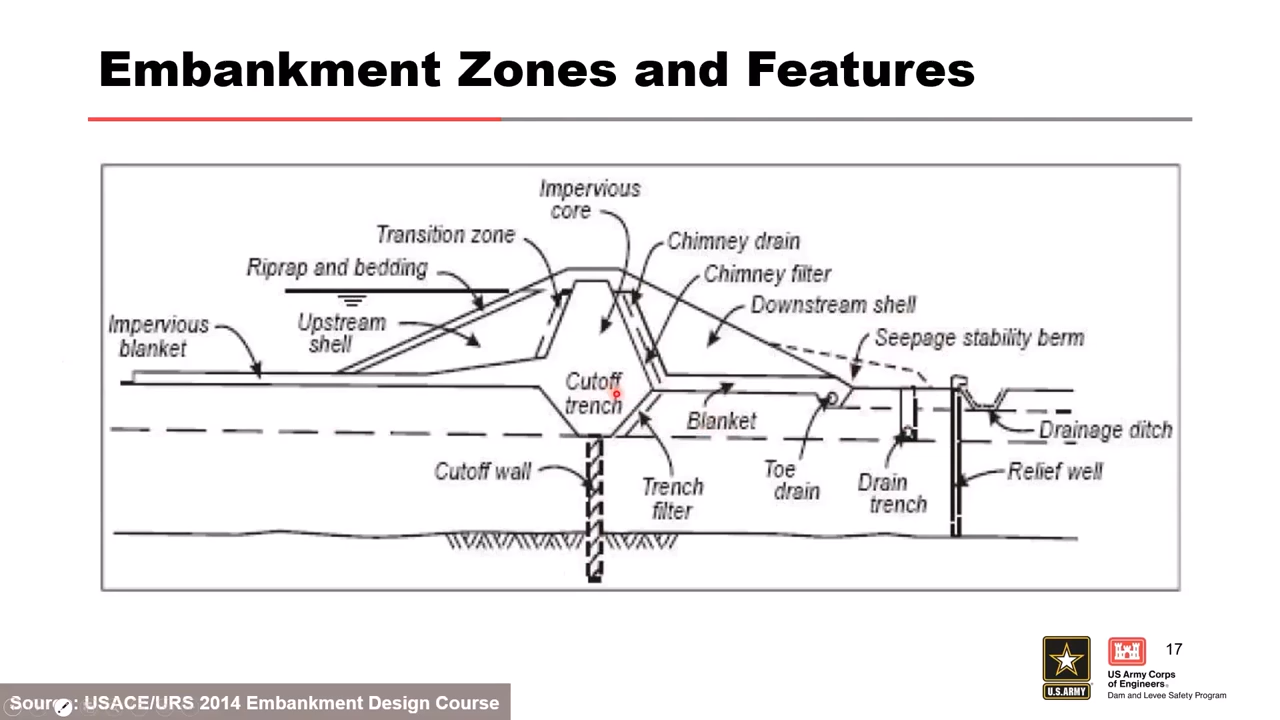 Embankment Zones and Features
Impervious
core
Transition zone
Chimney drain
Riprap and bedding
Chimney filter
Downstream shell
Impervious
blanket
Upstream
shell
Seepage stability berm
Cutoff
trench
Blanket
Drainage ditch
Cutoff wall
Trench
filter
Toe
drain
Drain
trench
Relief well
17
U.S.ARMY
US Army Corps
of Engineers®
Dam and Levee Safety Program
Source: USACE/URS 2014 Embankment Design Course